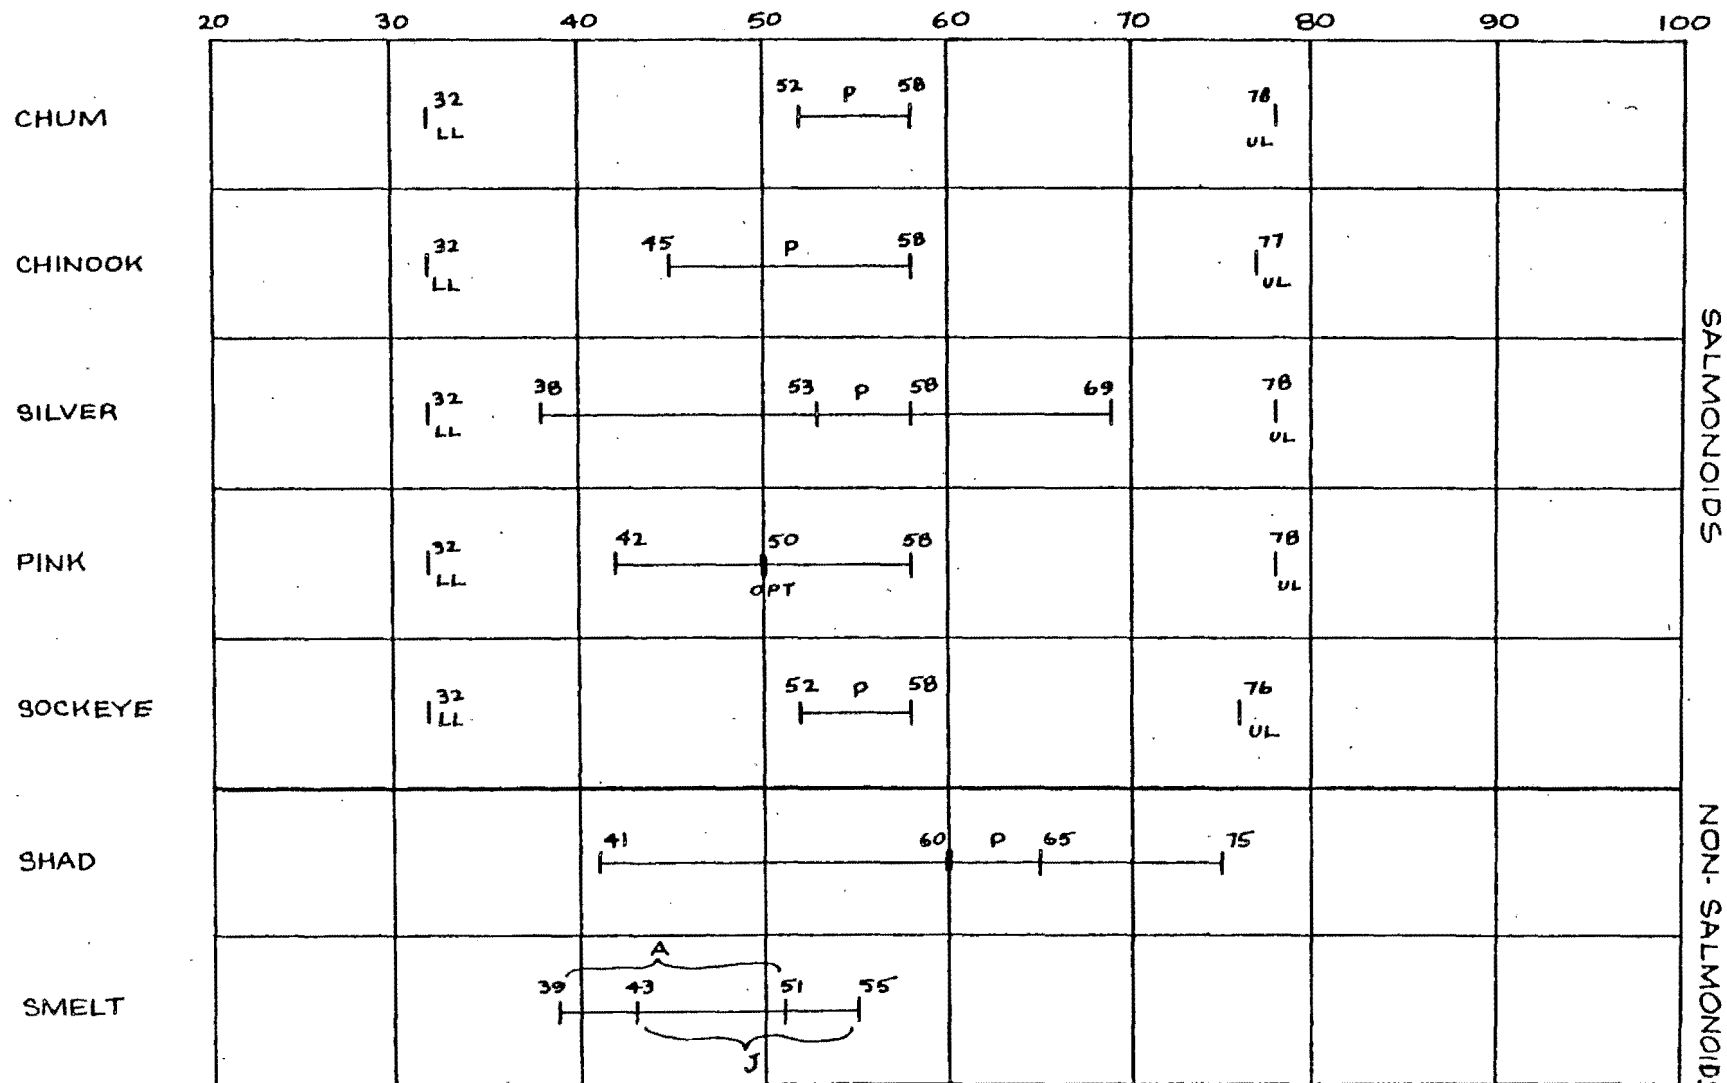 20 30 40 50 60 70 80 90 100
CHUM 32 LL 52 P 58 78 UL
CHINOOK 32 LL 45 P 58 77 UL
SILVER 32 LL 38 53 P 58 69 78 UL
PINK 32 LL 42 50 OPT 58 78 UL
SOCKEYE 32 LL 52 P 58 76 UL
SHAD 41 60 P 65 75
SMELT 39 43 A 51 55 J
SALMONOIDS
NON-SALMONOIDS